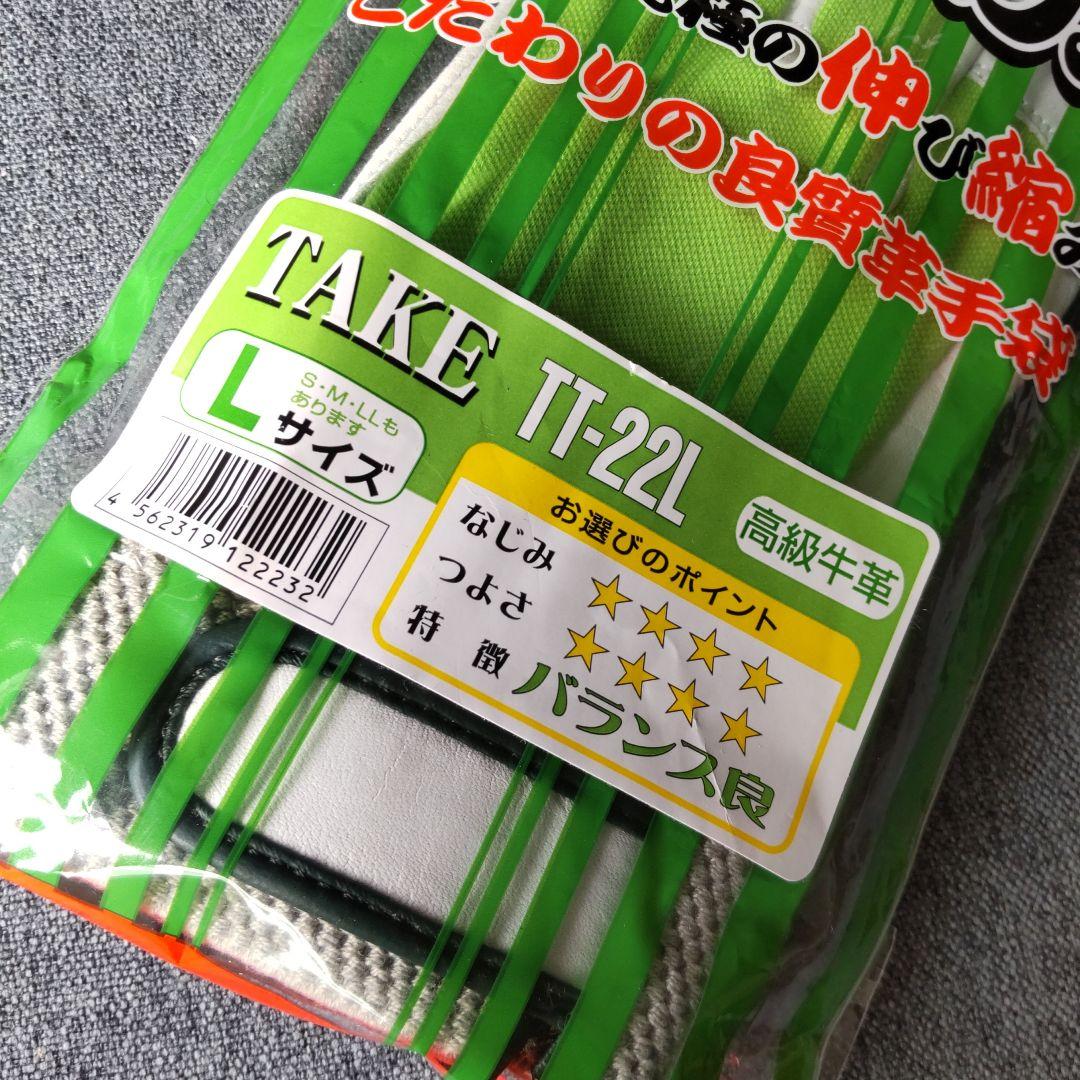 極の伸び縮み
こだわりの良質革手袋
TAKE
TT-22L
L
S・M・LLも
あります
サイズ
高級牛革
4 562319 122232
お選びのポイント
なじみ ☆☆☆☆
つよさ ☆☆☆☆
特徴 バランス良